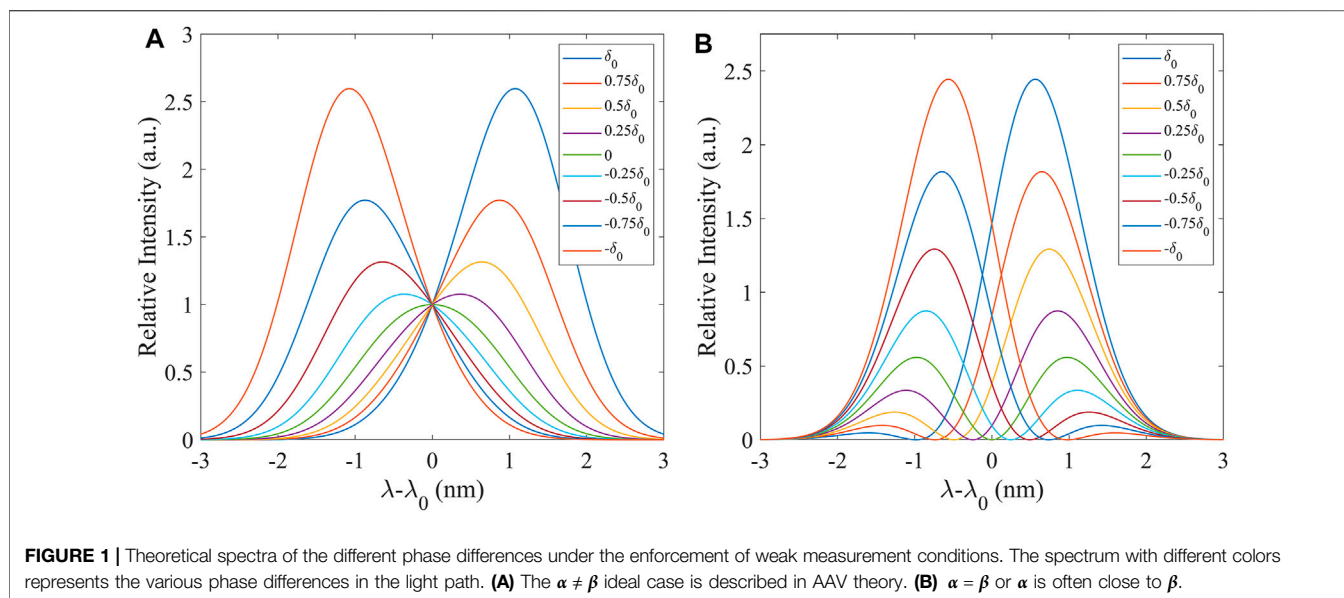 A
3
2.5
2
1.5
1
0.5
0
-3
-2
-1
0
1
2
3
Relative Intensity (a.u.)
λ-λ0 (nm)
δ0
0.75δ0
0.5δ0
0.25δ0
0
-0.25δ0
-0.5δ0
-0.75δ0
-δ0
B
2.5
2
1.5
1
0.5
0
-3
-2
-1
0
1
2
3
Relative Intensity (a.u.)
λ-λ0 (nm)
δ0
0.75δ0
0.5δ0
0.25δ0
0
-0.25δ0
-0.5δ0
-0.75δ0
-δ0
FIGURE 1 | Theoretical spectra of the different phase differences under the enforcement of weak measurement conditions. The spectrum with different colors
represents the various phase differences in the light path. (A) The α ≠ β ideal case is described in AAV theory. (B) α = β or α is often close to β.